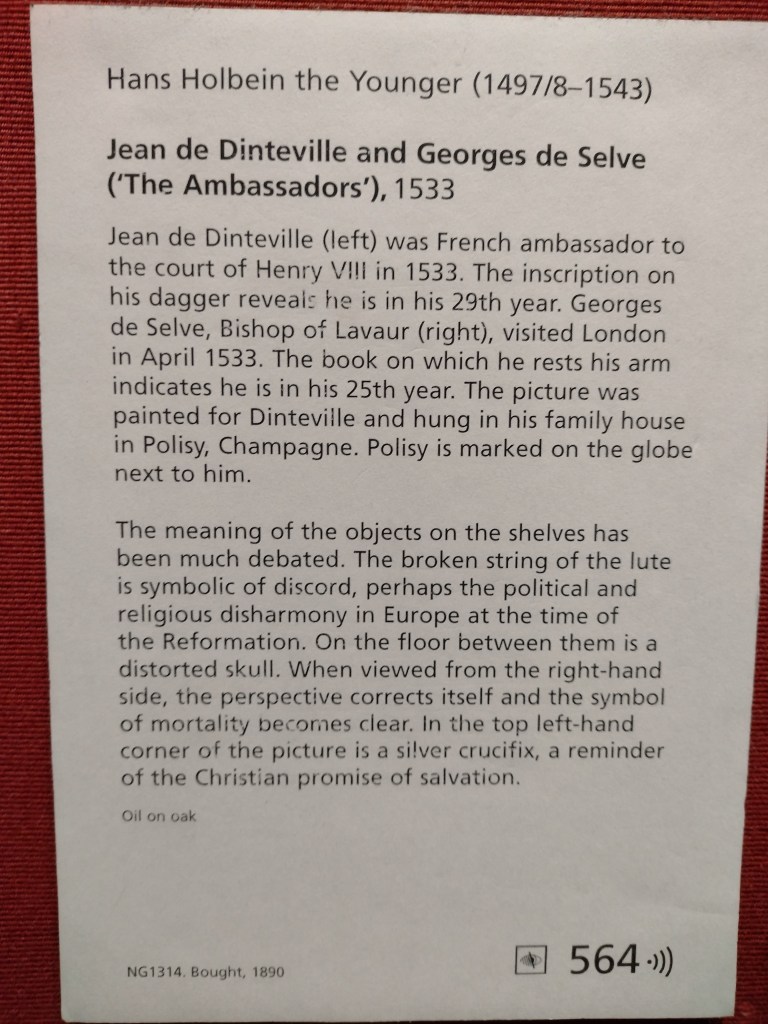 Hans Holbein the Younger (1497/8–1543)
Jean de Dinteville and Georges de Selve
(‘The Ambassadors’), 1533
Jean de Dinteville (left) was French ambassador to
the court of Henry VIII in 1533. The inscription on
his dagger reveals he is in his 29th year. Georges
de Selve, Bishop of Lavaur (right), visited London
in April 1533. The book on which he rests his arm
indicates he is in his 25th year. The picture was
painted for Dinteville and hung in his family house
in Polisy, Champagne. Polisy is marked on the globe
next to him.
The meaning of the objects on the shelves has
been much debated. The broken string of the lute
is symbolic of discord, perhaps the political and
religious disharmony in Europe at the time of
the Reformation. On the floor between them is a
distorted skull. When viewed from the right-hand
side, the perspective corrects itself and the symbol
of mortality becomes clear. In the top left-hand
corner of the picture is a silver crucifix, a reminder
of the Christian promise of salvation.
Oil on oak
NG1314. Bought, 1890
564